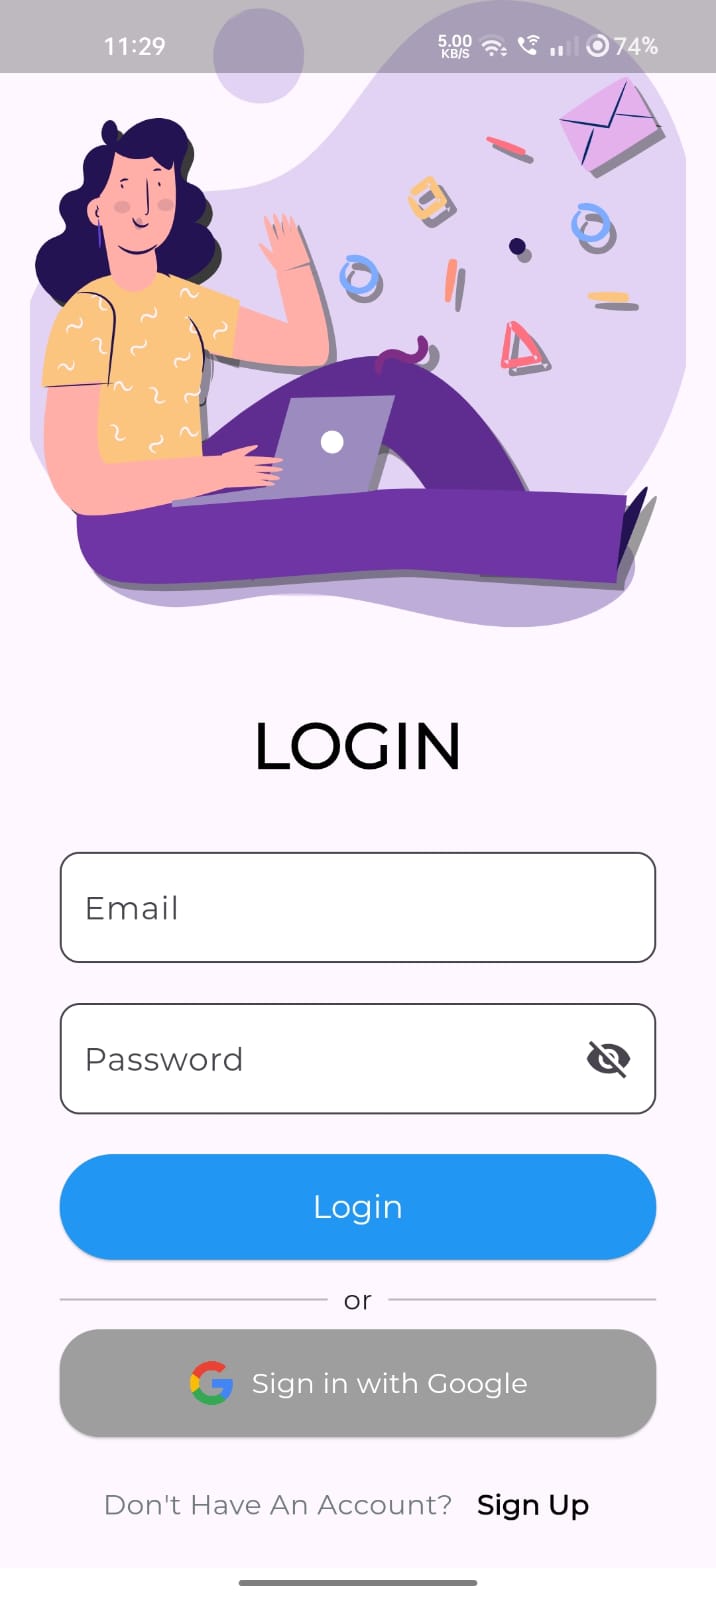 11:29
5.00
KB/S
74%
LOGIN
Email
Password
Login
or
Sign in with Google
Don't Have An Account? Sign Up